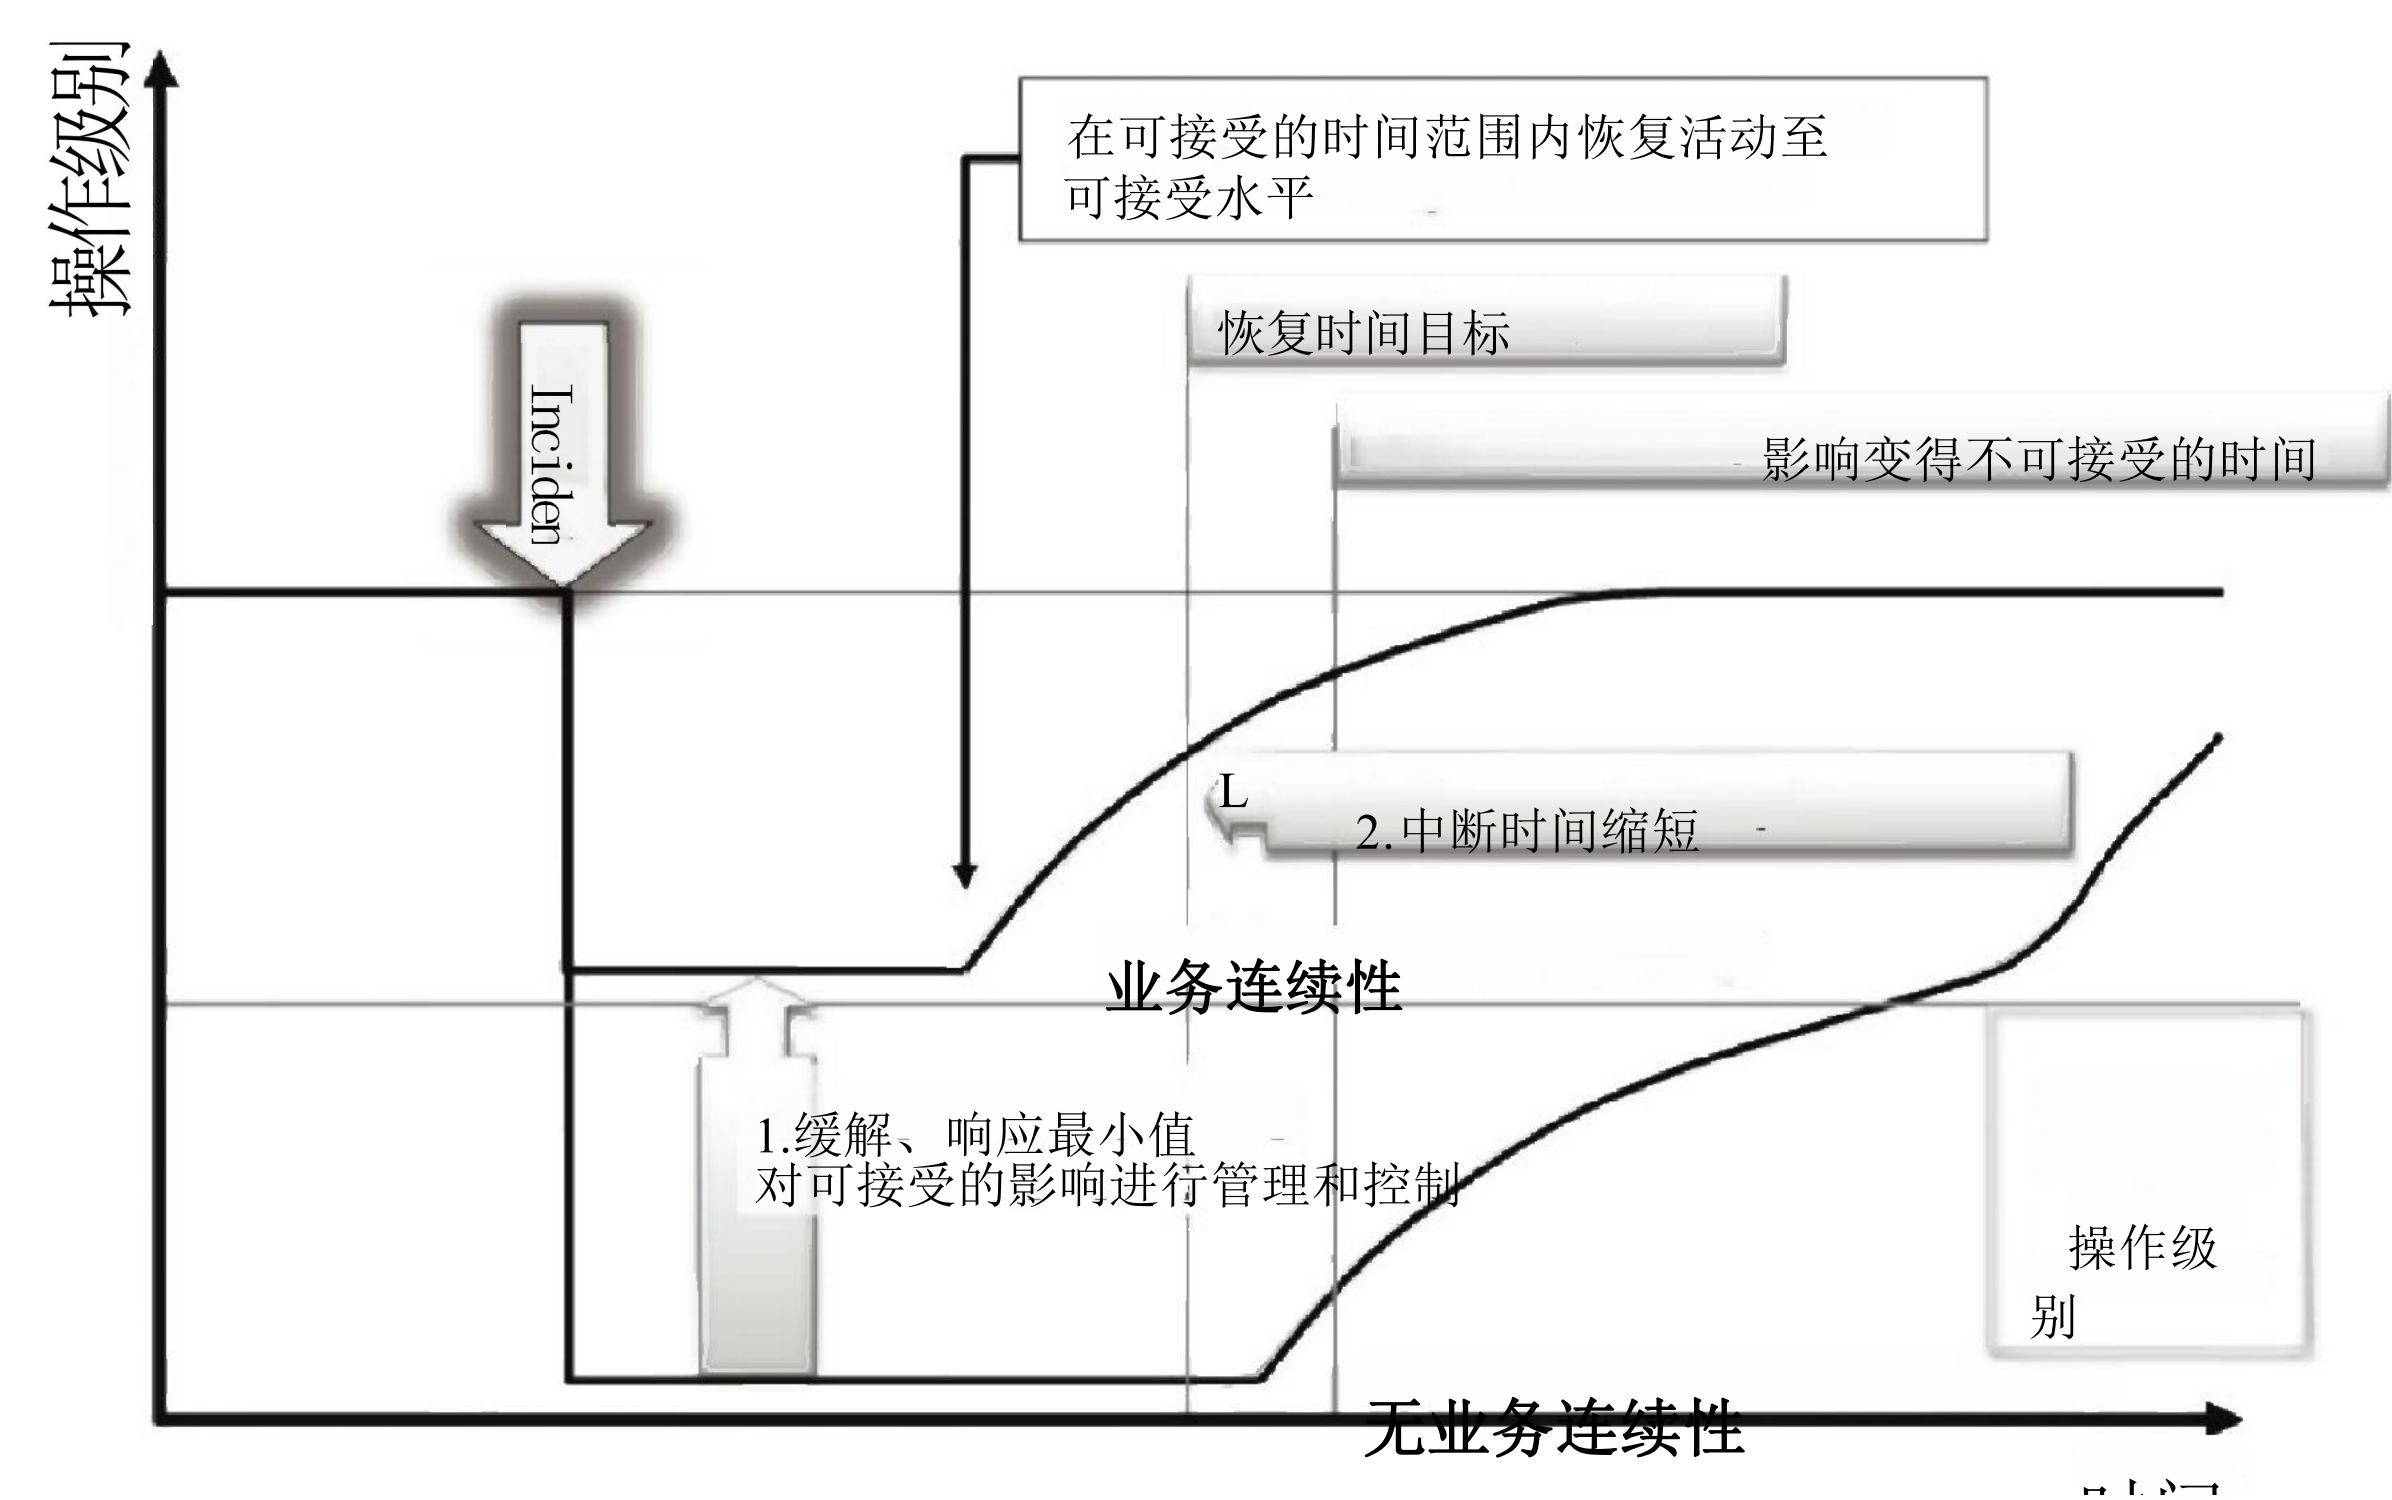 操作级别
在可接受的时间范围内恢复活动至
可接受水平
恢复时间目标
Inciden
影响变得不可接受的时间
L
2.中断时间缩短
业务连续性
1.缓解、响应最小值
对可接受的影响进行管理和控制
操作级
别
无业务连续性
时间